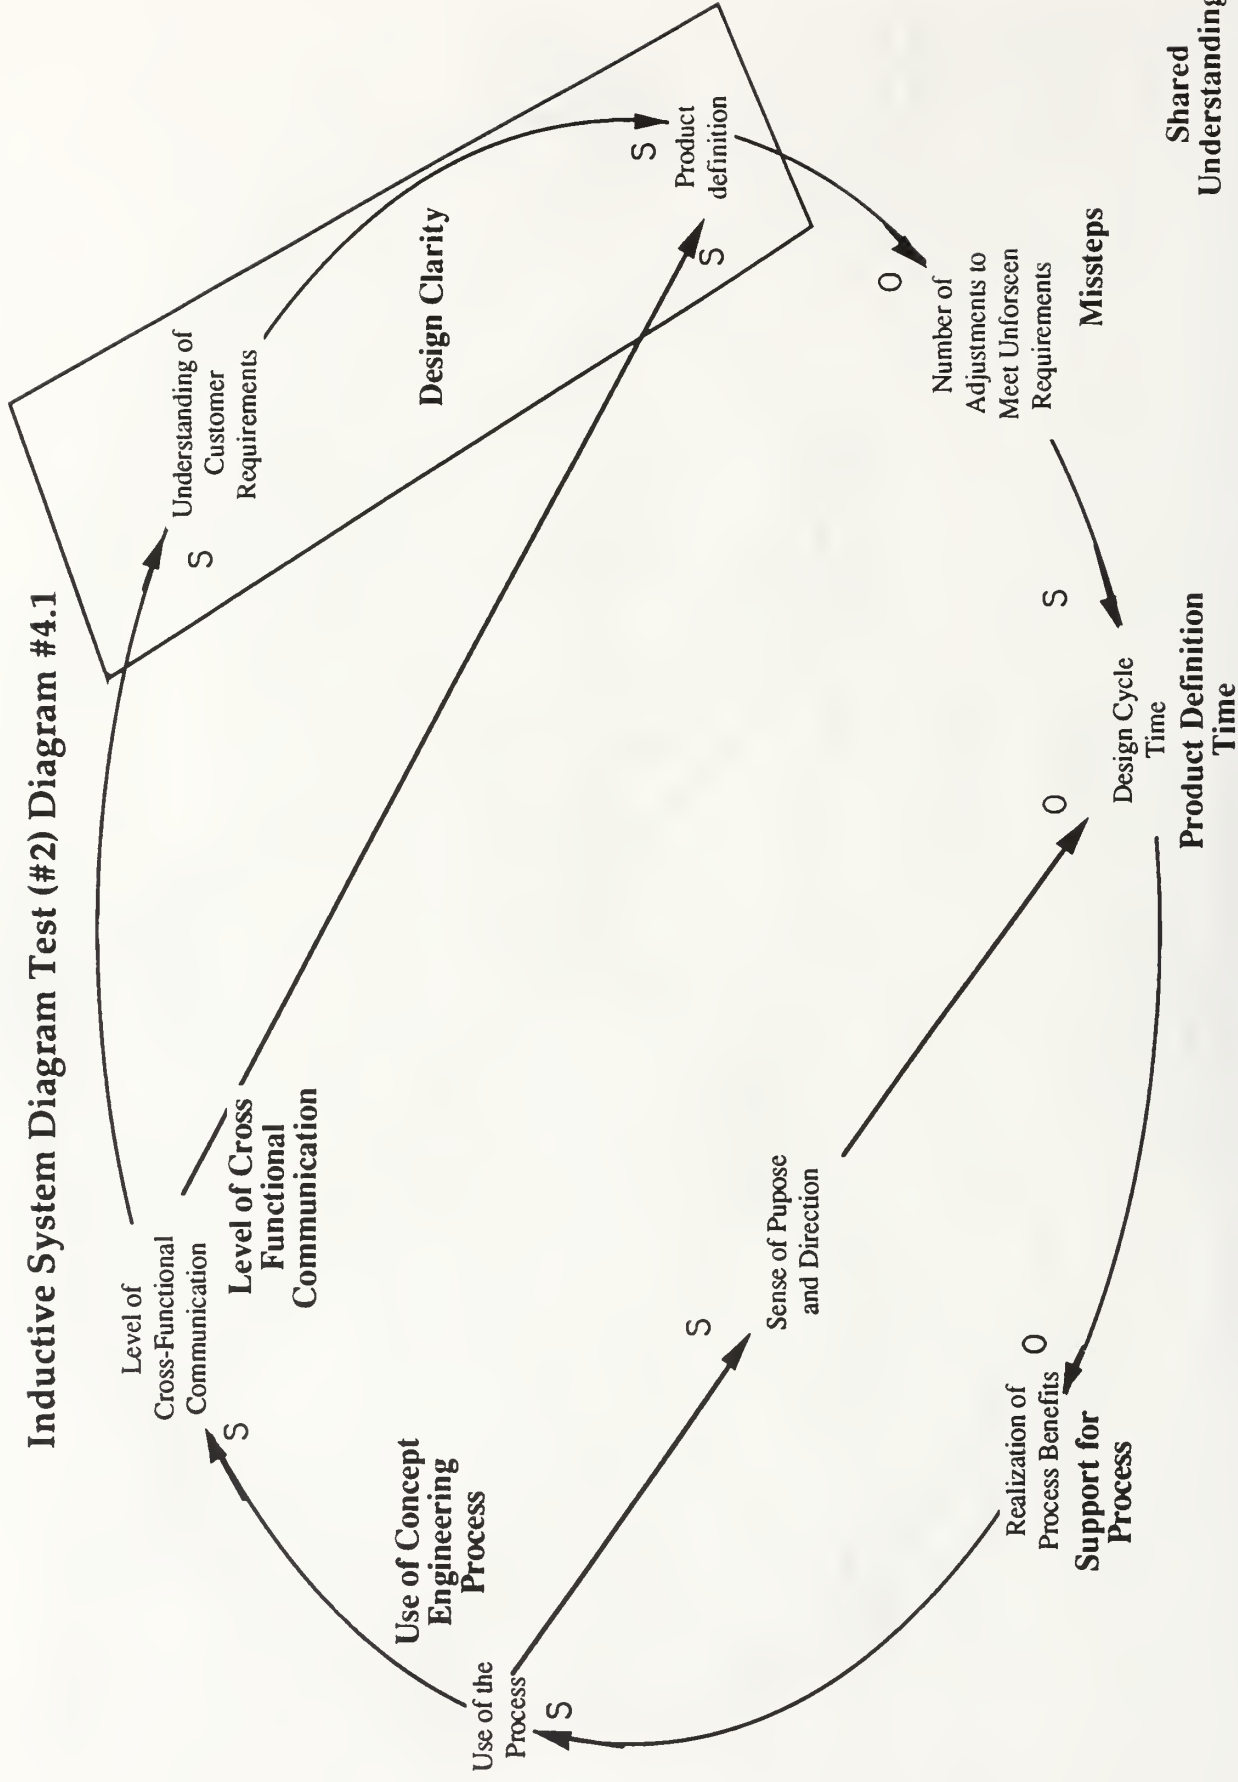 Inductive System Diagram Test (#2) Diagram #4.1
Level of
Cross-Functional
Communication
S
Level of Cross
Functional
Communication
Understanding of
Customer
Requirements
S
Design Clarity
S
Product
definition
S
Use of Concept
Engineering
Process
Use of the
Process
S
S
Sense of Pupose
and Direction
O
Number of
Adjustments to
Meet Unforseen
Requirements
Missteps
S
O
Design Cycle
Time
Product Definition
Time
O
Realization of
Process Benefits
Support for
Process
Shared
Understanding